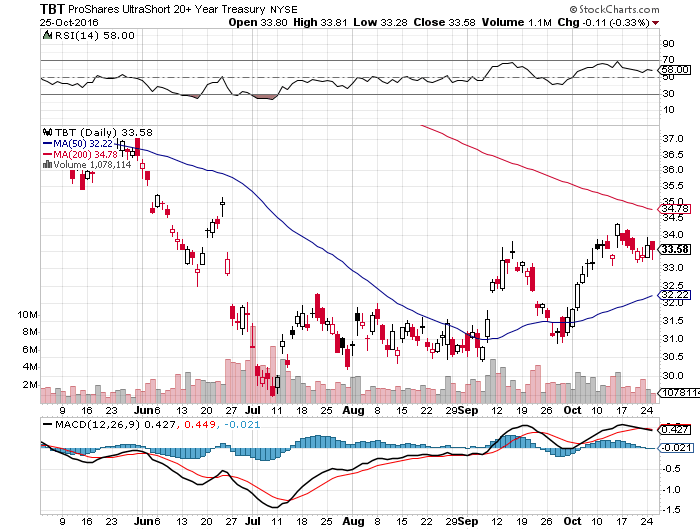 TBT ProShares UltraShort 20+ Year Treasury NYSE
© StockCharts.com
25-Oct-2016
Open 33.80 High 33.81 Low 33.28 Close 33.58 Volume 1.1M Chg -0.11 (-0.33%)
RSI(14) 58.00
90
70
58.00
50
30
10
TBT (Daily) 33.58
MA(50) 32.22
MA(200) 34.78
Volume 1,078,114
37.0
36.5
36.0
35.5
35.0
34.78
34.5
34.0
33.58
33.0
32.5
32.22
32.0
31.5
31.0
30.5
30.0
10M
8M
6M
4M
2M
1078114
9 16 23 Jun 6 13 20 27 Jul 11 18 25 Aug 8 15 22 29 Sep 12 19 26 Oct 10 17 24
MACD(12,26,9) 0.427, 0.449, -0.021
0.427
-0.021
-0.5
-1.0
-1.5
9 16 23 Jun 6 13 20 27 Jul 11 18 25 Aug 8 15 22 29 Sep 12 19 26 Oct 10 17 24